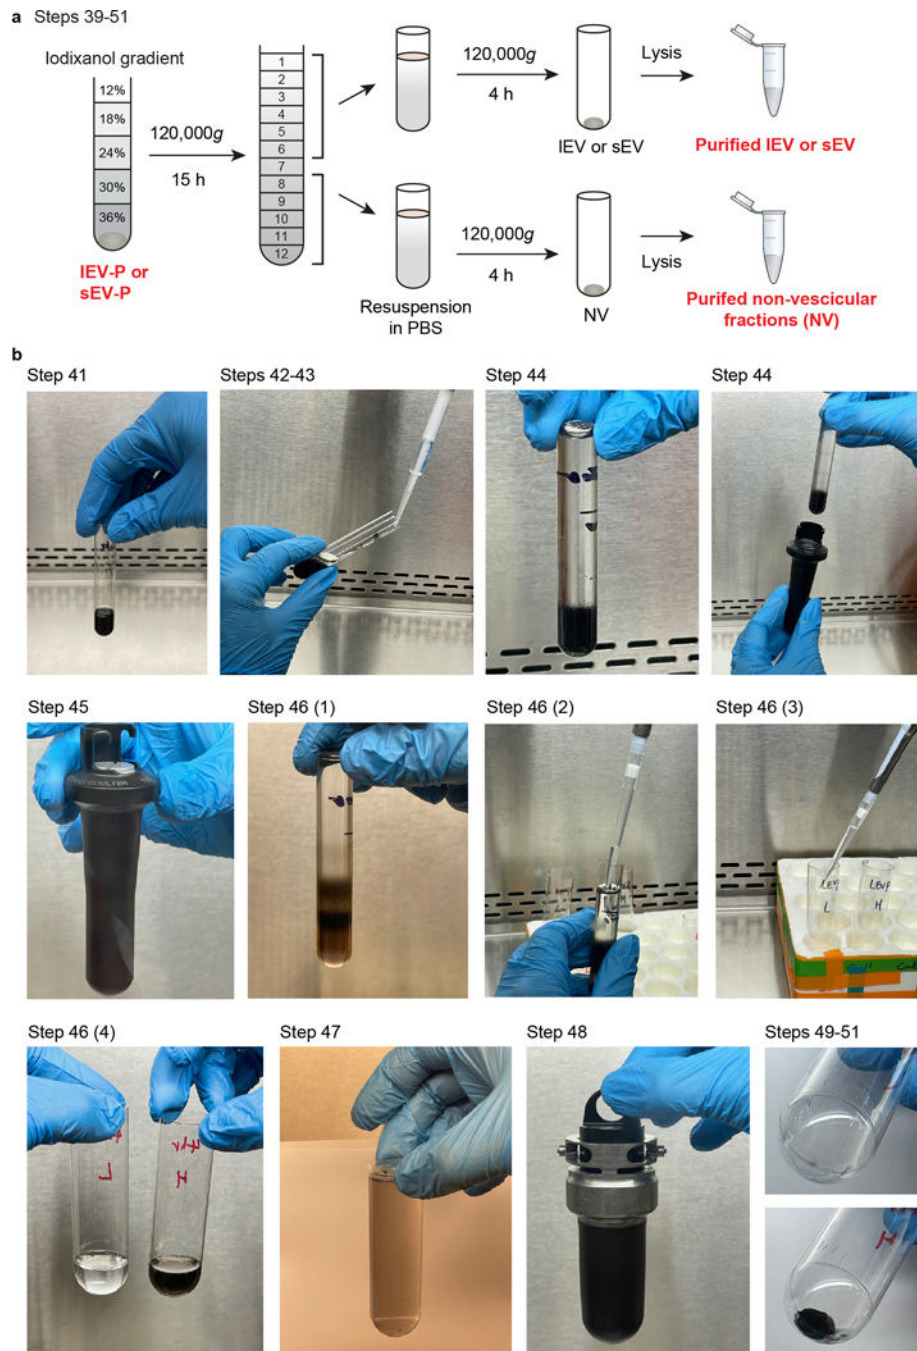 a Steps 39-51
Iodixanol gradient
12%
18%
24%
30%
36%
lEV-P or
sEV-P
120,000g
15 h
1
2
3
4
5
6
7
8
9
10
11
12
Resuspension
in PBS
120,000g
4 h
lEV or sEV
Lysis
Purified lEV or sEV
120,000g
4 h
NV
Lysis
Purifed non-vescicular
fractions (NV)
b
Step 41
Steps 42-43
Step 44
Step 44
Step 45
Step 46 (1)
Step 46 (2)
Step 46 (3)
LEVP
L
LEVP
H
Step 46 (4)
L
H
Step 47
Step 48
Steps 49-51